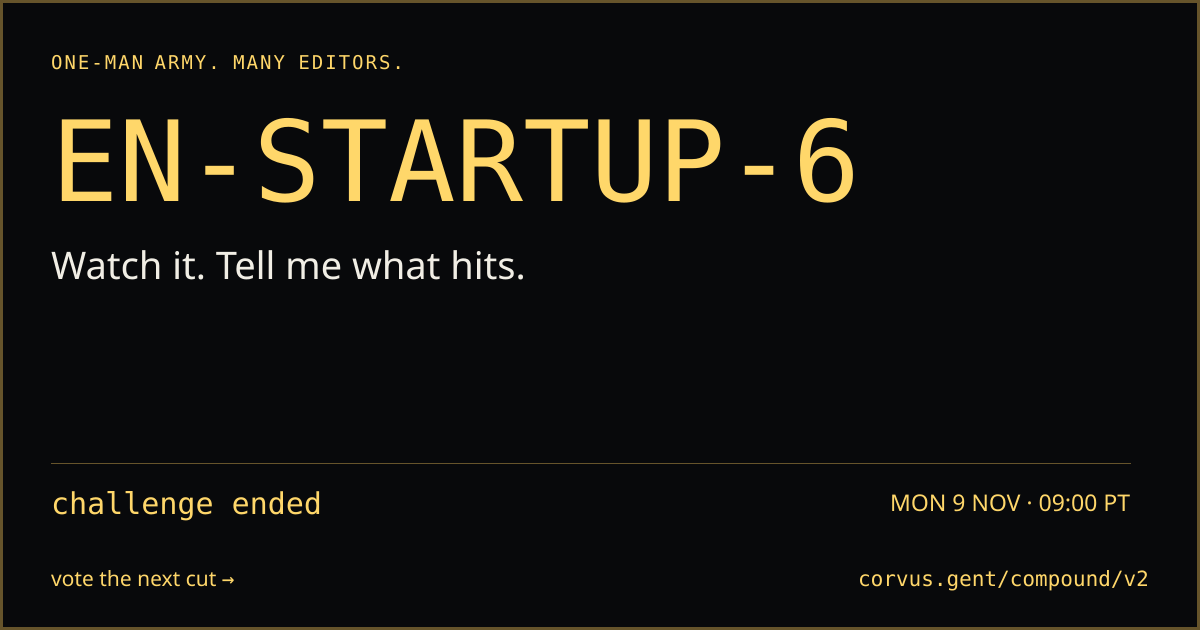 ONE-MAN ARMY. MANY EDITORS.
EN-STARTUP-6
Watch it. Tell me what hits.
challenge ended
MON 9 NOV · 09:00 PT
vote the next cut →
corvus.gent/compound/v2